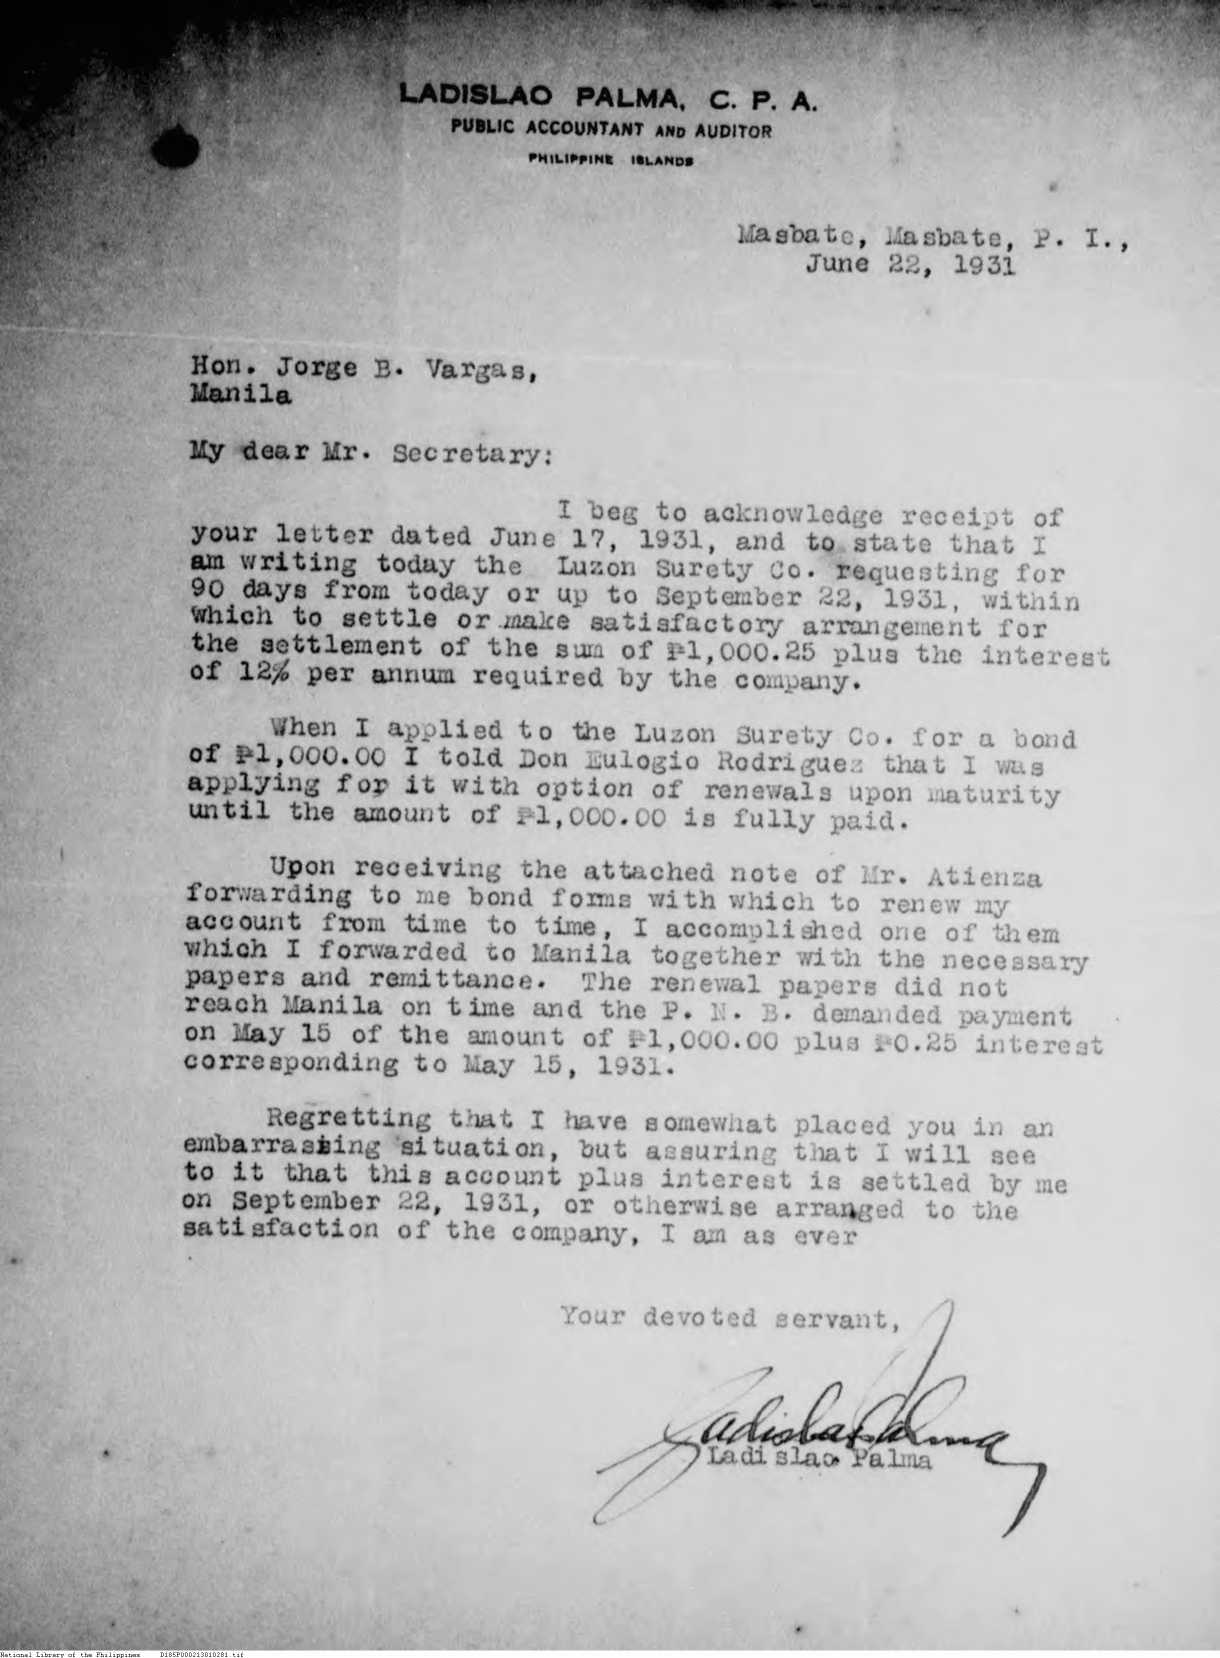 LADISLAO PALMA, C. P. A.
PUBLIC ACCOUNTANT AND AUDITOR
PHILIPPINE ISLANDS
Masbate, Masbate, P. I.,
June 22, 1931
Hon. Jorge B. Vargas,
Manila
My dear Mr. Secretary:
I beg to acknowledge receipt of
your letter dated June 17, 1931, and to state that I
am writing today the Luzon Surety Co. requesting for
90 days from today or up to September 22, 1931, within
which to settle or make satisfactory arrangement for
the settlement of the sum of ₱1,000.25 plus the interest
of 12% per annum required by the company.
When I applied to the Luzon Surety Co. for a bond
of ₱1,000.00 I told Don Eulogio Rodriguez that I was
applying for it with option of renewals upon maturity
until the amount of ₱1,000.00 is fully paid.
Upon receiving the attached note of Mr. Atienza
forwarding to me bond forms with which to renew my
account from time to time, I accomplished one of them
which I forwarded to Manila together with the necessary
papers and remittance. The renewal papers did not
reach Manila on time and the P. N. B. demanded payment
on May 15 of the amount of ₱1,000.00 plus ₱0.25 interest
corresponding to May 15, 1931.
Regretting that I have somewhat placed you in an
embarrassing situation, but assuring that I will see
to it that this account plus interest is settled by me
on September 22, 1931, or otherwise arranged to the
satisfaction of the company, I am as ever
Your devoted servant,
Ladislao Palma
Ladislao Palma
National Library of the Philippines D185P000213010281.tif